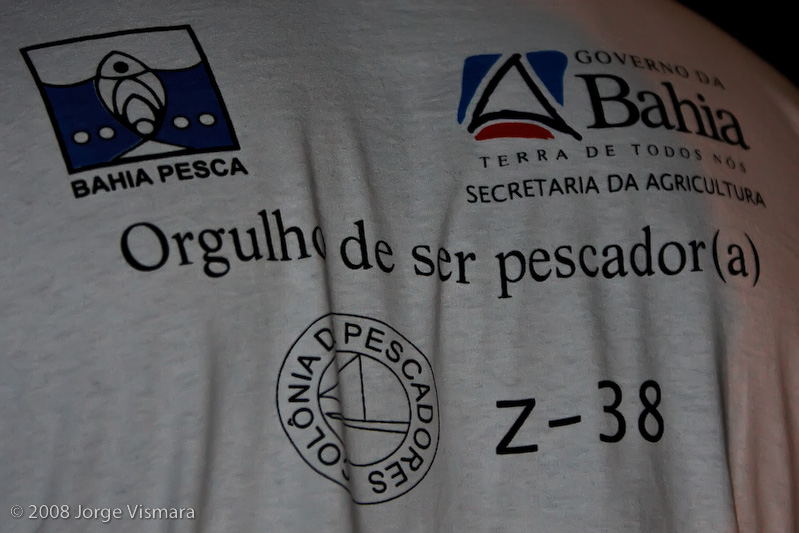 BAHIA PESCA
GOVERNO DA
Bahia
TERRA DE TODOS NÓS
SECRETARIA DA AGRICULTURA
Orgulho de ser pescador(a)
COLÔNIA D PESCADORES
Z-38
© 2008 Jorge Vismara